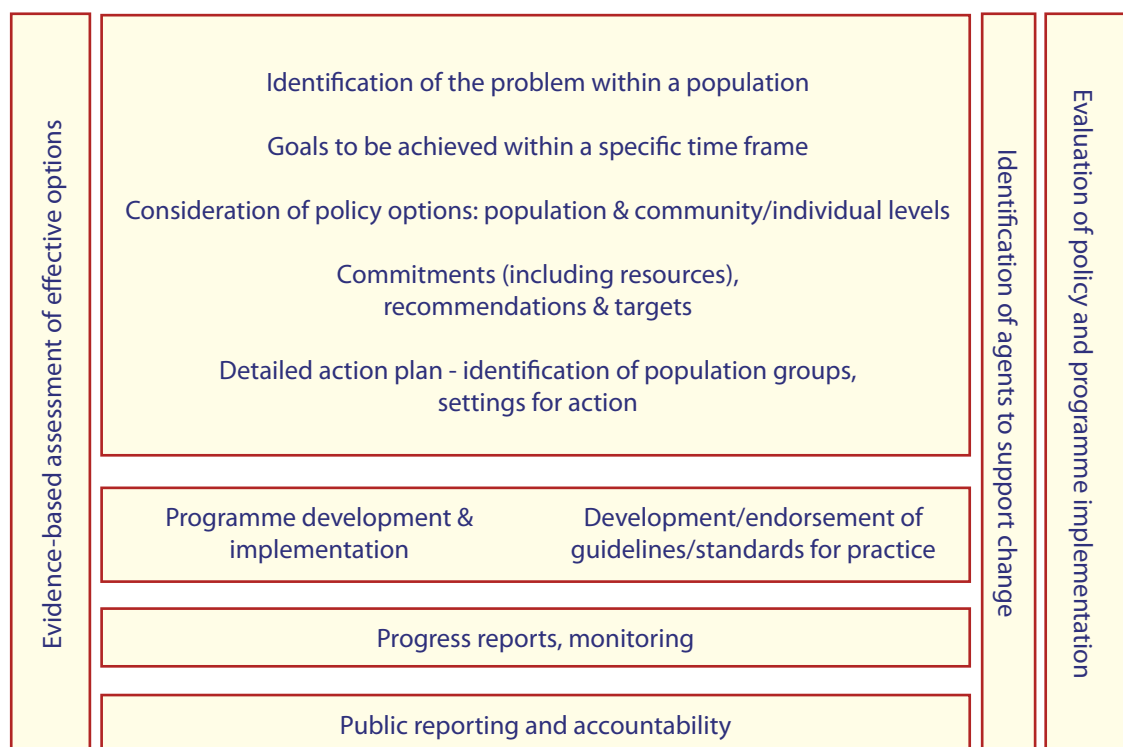 Evidence-based assessment of effective options
Identification of the problem within a population
Goals to be achieved within a specific time frame
Consideration of policy options: population & community/individual levels
Commitments (including resources),
recommendations & targets
Detailed action plan - identification of population groups,
settings for action
Programme development &
implementation
Development/endorsement of
guidelines/standards for practice
Progress reports, monitoring
Public reporting and accountability
Identification of agents to support change
Evaluation of policy and programme implementation